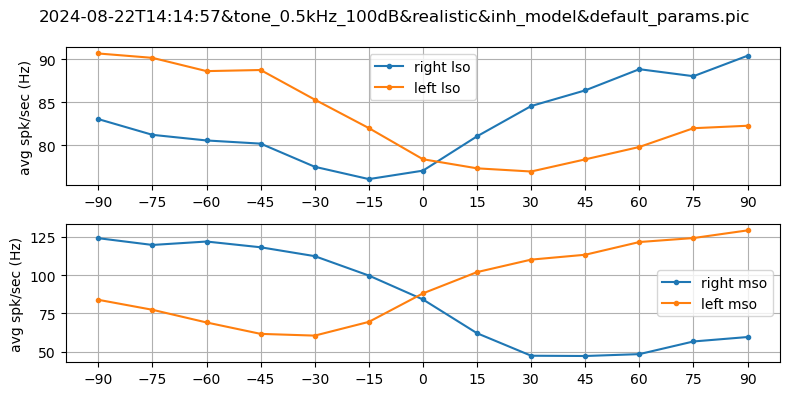 2024-08-22T14:14:57&tone_0.5kHz_100dB&realistic&inh_model&default_params.pic
avg spk/sec (Hz)
90
85
80
right lso
left lso
−90 −75 −60 −45 −30 −15 0 15 30 45 60 75 90
avg spk/sec (Hz)
125
100
75
50
right mso
left mso
−90 −75 −60 −45 −30 −15 0 15 30 45 60 75 90